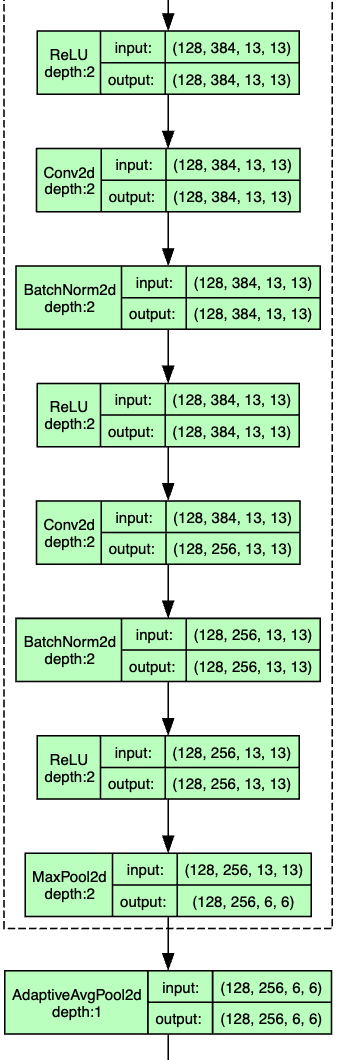 ReLU
depth:2
input:
(128, 384, 13, 13)
output:
(128, 384, 13, 13)
Conv2d
depth:2
input:
(128, 384, 13, 13)
output:
(128, 384, 13, 13)
BatchNorm2d
depth:2
input:
(128, 384, 13, 13)
output:
(128, 384, 13, 13)
ReLU
depth:2
input:
(128, 384, 13, 13)
output:
(128, 384, 13, 13)
Conv2d
depth:2
input:
(128, 384, 13, 13)
output:
(128, 256, 13, 13)
BatchNorm2d
depth:2
input:
(128, 256, 13, 13)
output:
(128, 256, 13, 13)
ReLU
depth:2
input:
(128, 256, 13, 13)
output:
(128, 256, 13, 13)
MaxPool2d
depth:2
input:
(128, 256, 13, 13)
output:
(128, 256, 6, 6)
AdaptiveAvgPool2d
depth:1
input:
(128, 256, 6, 6)
output:
(128, 256, 6, 6)